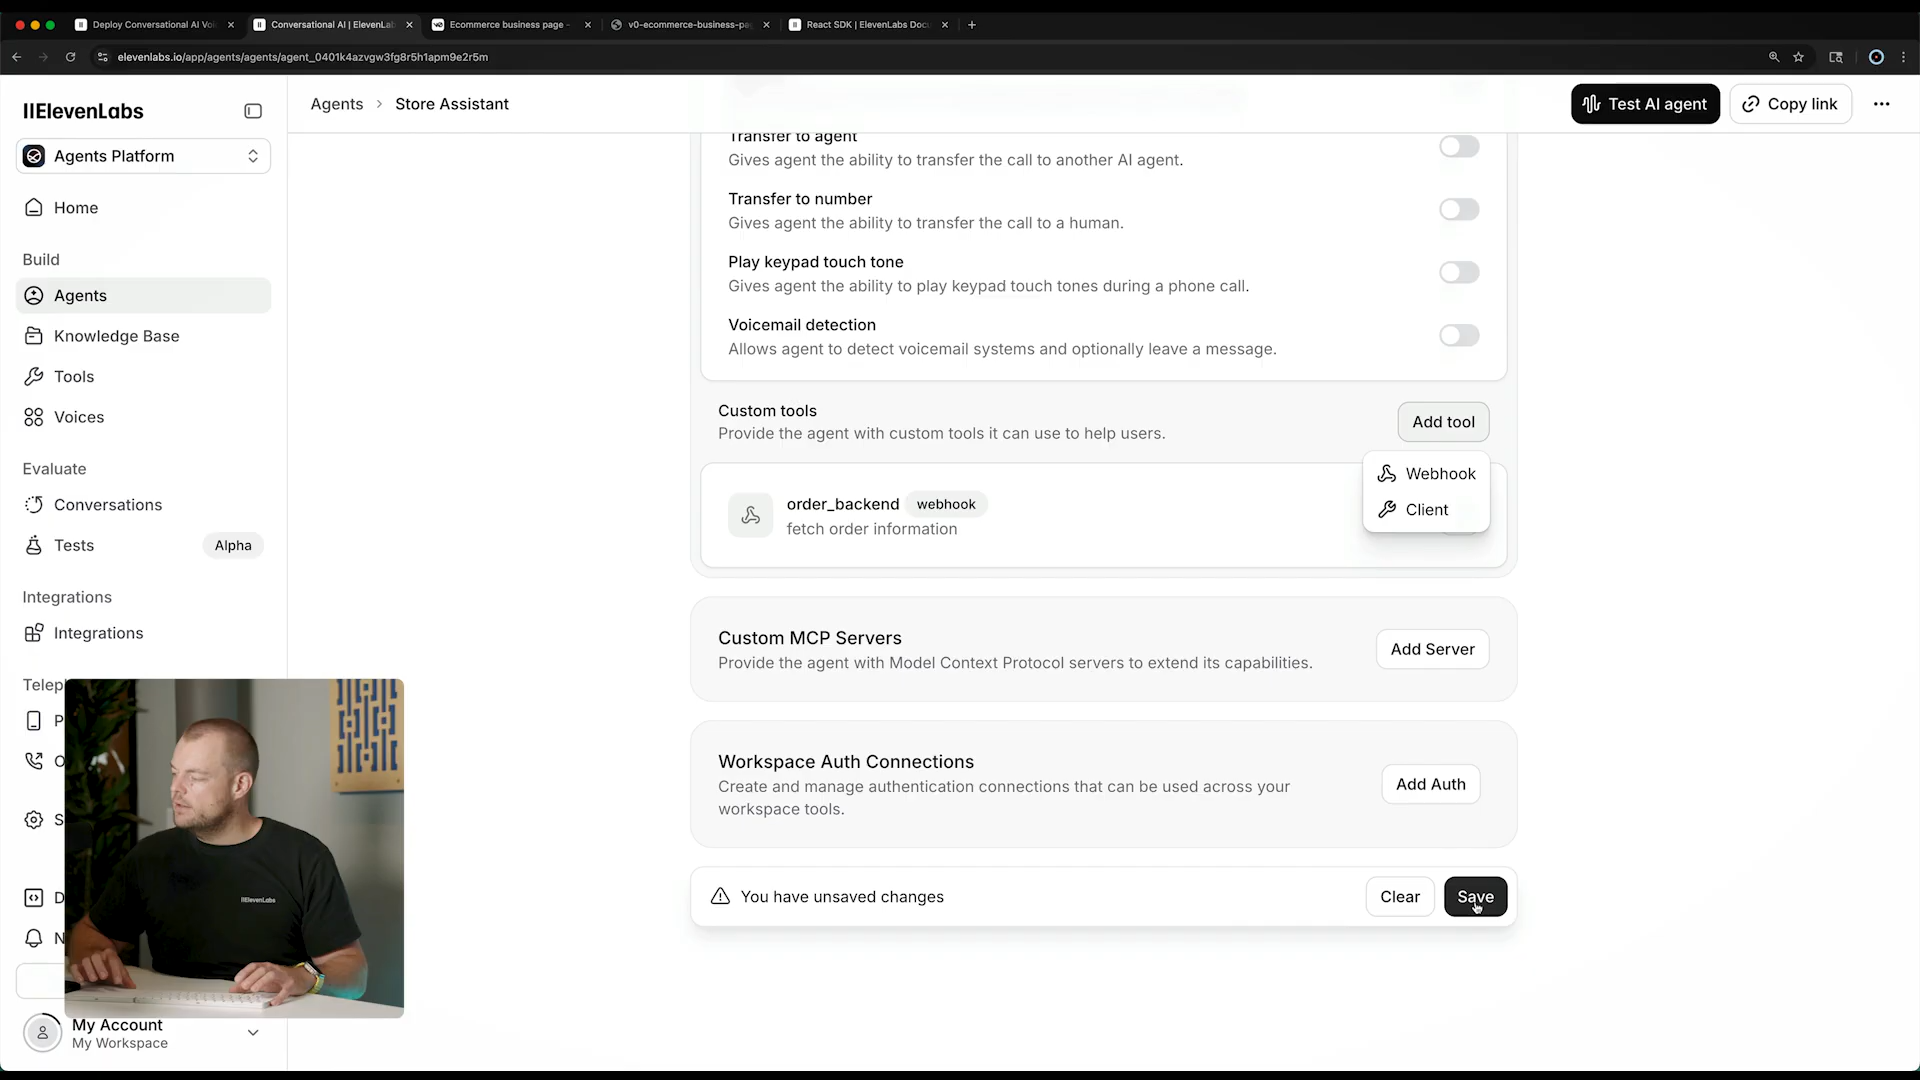 Deploy Conversational AI Voi
Conversational AI | ElevenLab
Ecommerce business page -
v0-ecommerce-business-pa
React SDK | ElevenLabs Doc
elevenlabs.io/app/agents/agents/agent_0401k4azvgw3fg8r5h1apm9e2r5m
IIElevenLabs
Agents > Store Assistant
Test AI agent
Copy link
Agents Platform
Home
Build
Agents
Knowledge Base
Tools
Voices
Evaluate
Conversations
Tests
Alpha
Integrations
Integrations
Telep
P
O
S
D
N
My Account
My Workspace
Transfer to agent
Gives agent the ability to transfer the call to another AI agent.
Transfer to number
Gives agent the ability to transfer the call to a human.
Play keypad touch tone
Gives agent the ability to play keypad touch tones during a phone call.
Voicemail detection
Allows agent to detect voicemail systems and optionally leave a message.
Custom tools
Provide the agent with custom tools it can use to help users.
Add tool
Webhook
Client
order_backend webhook
fetch order information
Custom MCP Servers
Provide the agent with Model Context Protocol servers to extend its capabilities.
Add Server
Workspace Auth Connections
Create and manage authentication connections that can be used across your
workspace tools.
Add Auth
You have unsaved changes
Clear
Save
IIElevenLabs